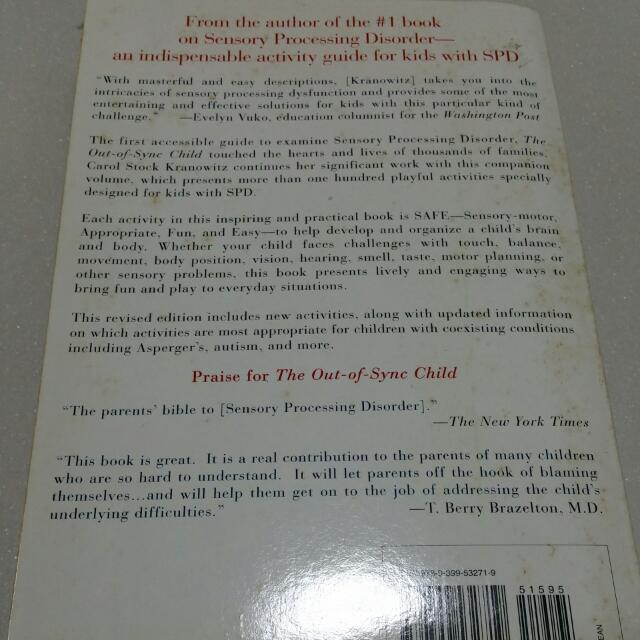 From the author of the #1 book
on Sensory Processing Disorder—
an indispensable activity guide for kids with SPD
“With masterful and easy descriptions, [Kranowitz] takes you into the
intricacies of sensory processing dysfunction and provides some of the most
entertaining and effective solutions for kids with this particular kind of
challenge.” —Evelyn Vuko, education columnist for the Washington Post
The first accessible guide to examine Sensory Processing Disorder, The
Out-of-Sync Child touched the hearts and lives of thousands of families.
Carol Stock Kranowitz continues her significant work with this companion
volume, which presents more than one hundred playful activities specially
designed for kids with SPD.
Each activity in this inspiring and practical book is SAFE—Sensory-motor,
Appropriate, Fun, and Easy—to help develop and organize a child's brain
and body. Whether your child faces challenges with touch, balance,
movement, body position, vision, hearing, smell, taste, motor planning, or
other sensory problems, this book presents lively and engaging ways to
bring fun and play to everyday situations.
This revised edition includes new activities, along with updated information
on which activities are most appropriate for children with coexisting conditions
including Asperger's, autism, and more.
Praise for The Out-of-Sync Child
“The parents' bible to [Sensory Processing Disorder].”
—The New York Times
“This book is great. It is a real contribution to the parents of many children
who are so hard to understand. It will let parents off the hook of blaming
themselves...and will help them get on to the job of addressing the child's
underlying difficulties.” —T. Berry Brazelton, M.D.
978-0-399-53271-9
51595
EAN